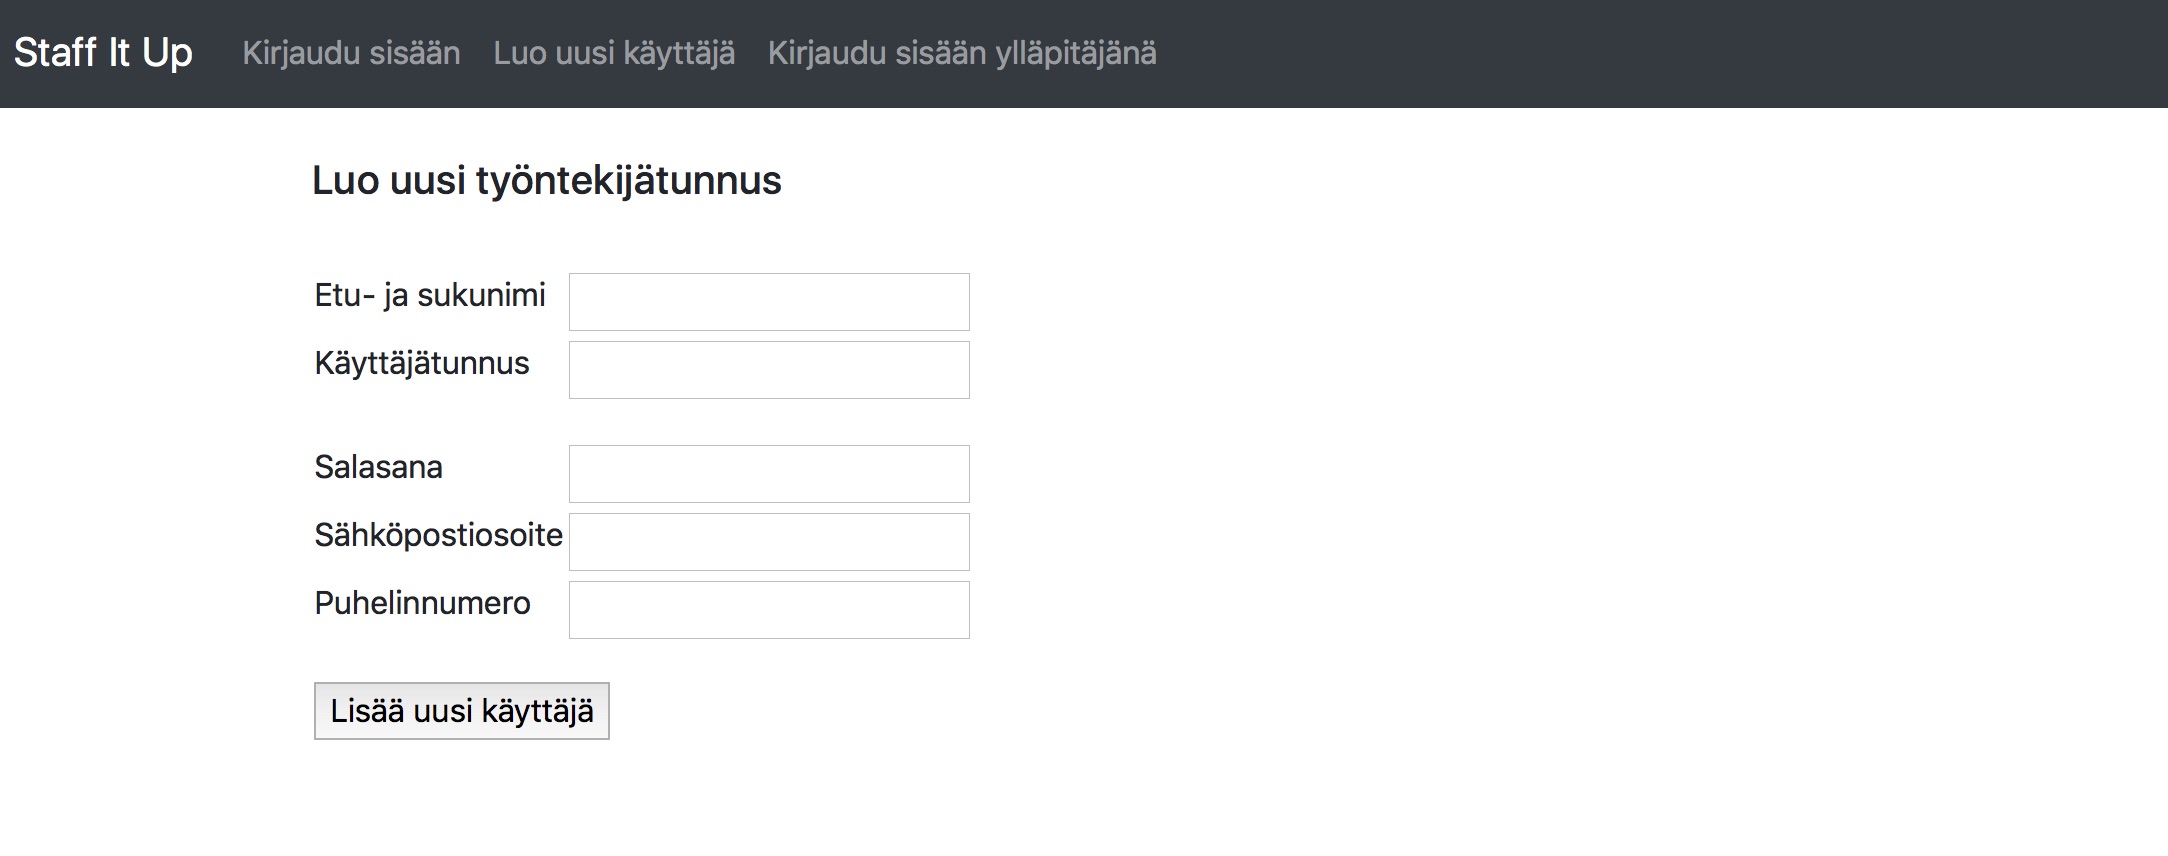 Staff It Up Kirjaudu sisään Luo uusi käyttäjä Kirjaudu sisään ylläpitäjänä
Luo uusi työntekijätunnus
Etu- ja sukunimi
Käyttäjätunnus
Salasana
Sähköpostiosoite
Puhelinnumero
Lisää uusi käyttäjä